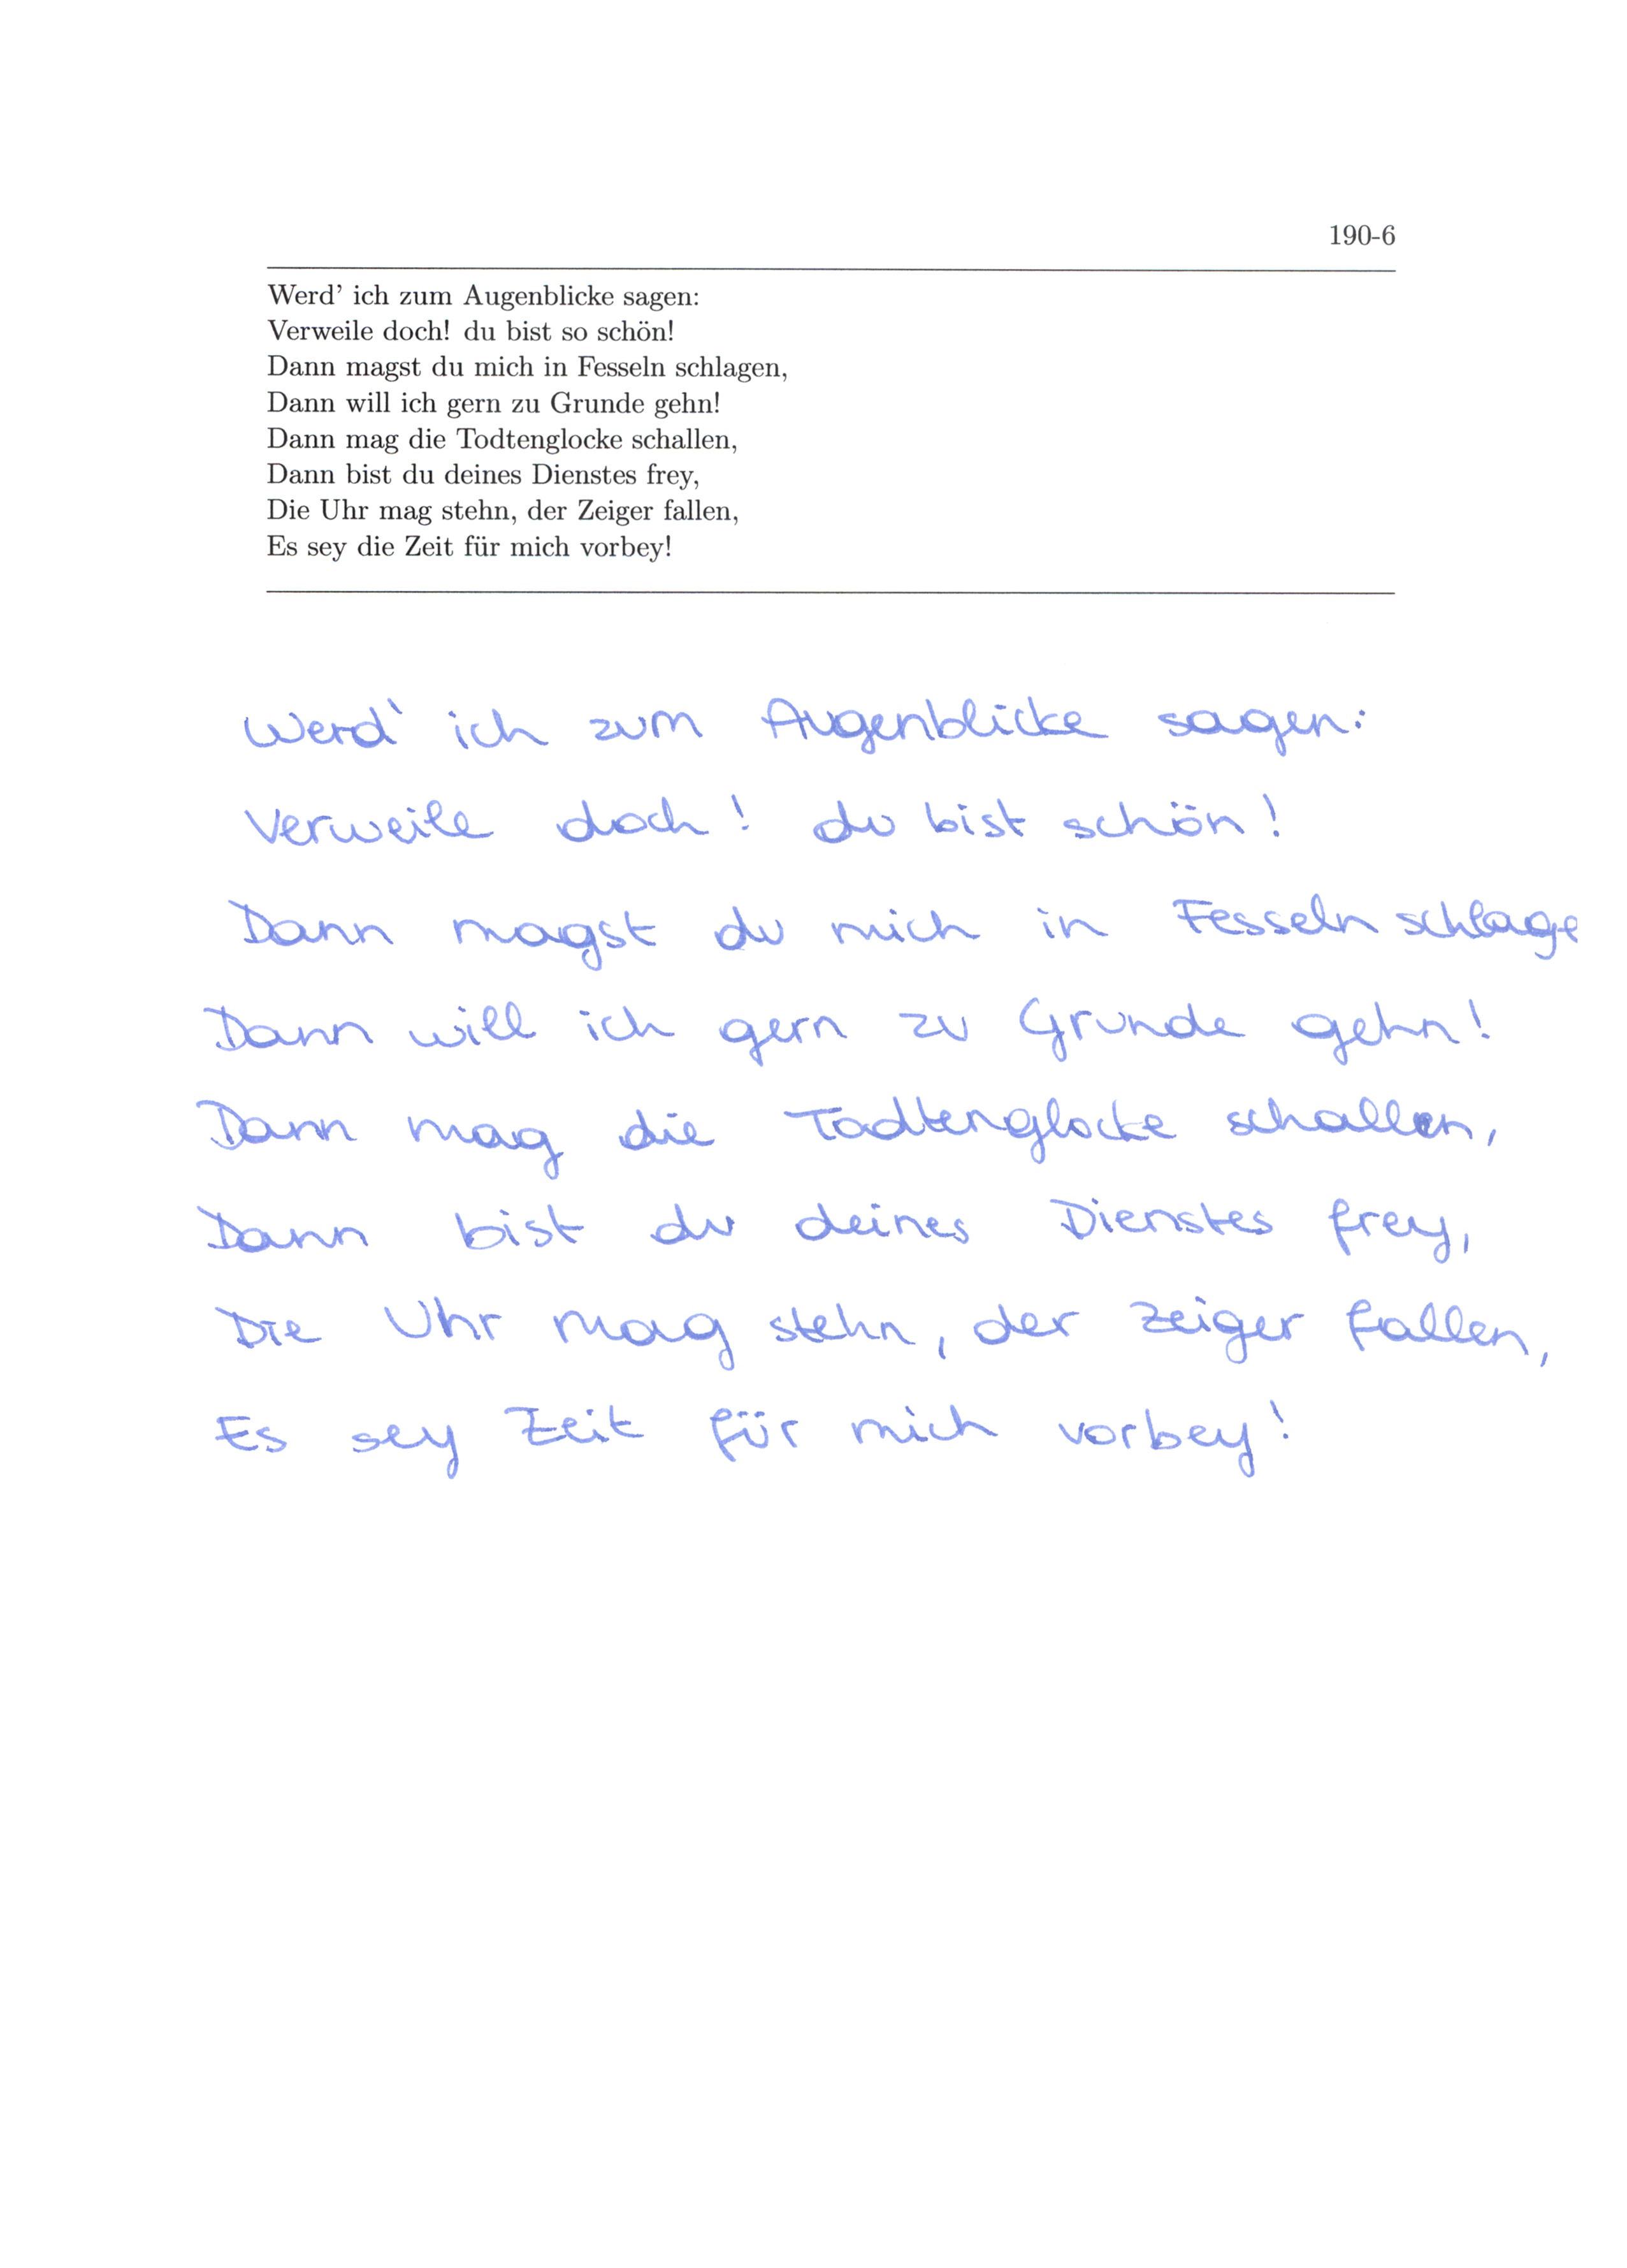 190-6
Werd' ich zum Augenblicke sagen:
Verweile doch! du bist so schön!
Dann magst du mich in Fesseln schlagen,
Dann will ich gern zu Grunde gehn!
Dann mag die Todtenglocke schallen,
Dann bist du deines Dienstes frey,
Die Uhr mag stehn, der Zeiger fallen,
Es sey die Zeit für mich vorbey!
Werd' ich zum Augenblicke sagen:
Verweile doch! du bist schön!
Dann magst du mich in Fesseln schlage
Dann will ich gern zu Grunde gehn!
Dann mag die Todtenglocke schallen,
Dann bist du deines Dienstes frey,
Die Uhr mag stehn, der Zeiger fallen,
Es sey Zeit für mich vorbey!